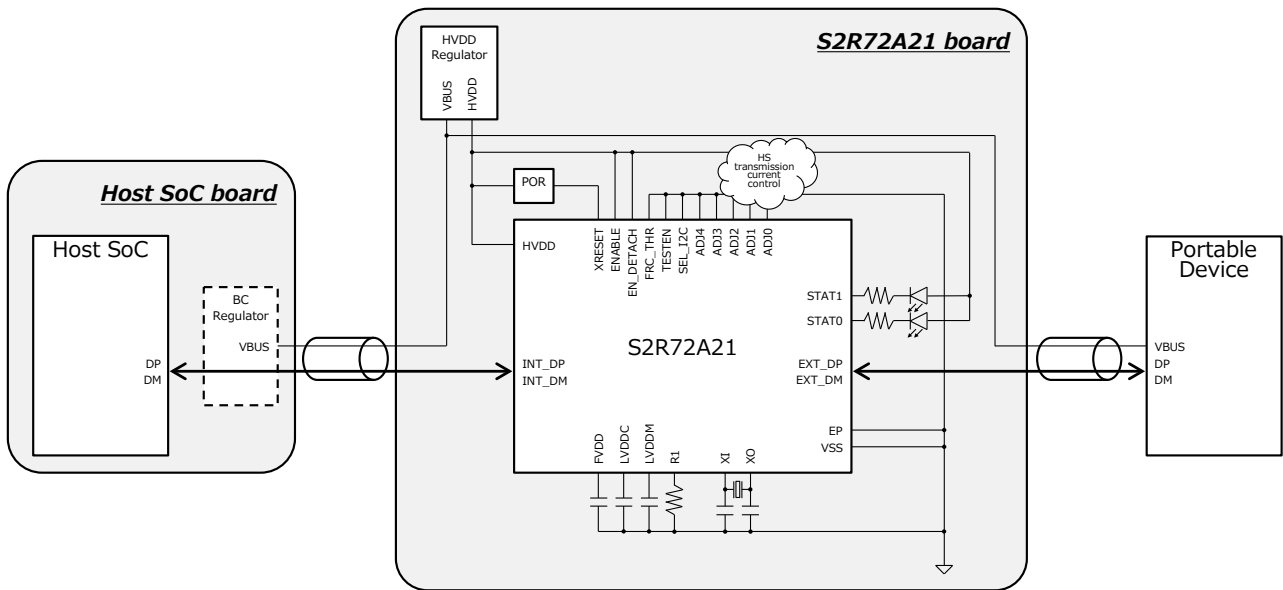 HVDD
Regulator
VBUS
HVDD
S2R72A21 board
HS
transmission
current
control
POR
Host SoC board
Host SoC
BC
Regulator
VBUS
DP
DM
HVDD
XRESET
ENABLE
EN_DETACH
FRC_THR
TESTEN
SEL_I2C
ADJ4
ADJ3
ADJ2
ADJ1
ADJ0
STAT1
STAT0
S2R72A21
INT_DP
INT_DM
EXT_DP
EXT_DM
EP
VSS
FVDD
LVDDC
LVDDM
R1
XI
XO
Portable
Device
VBUS
DP
DM